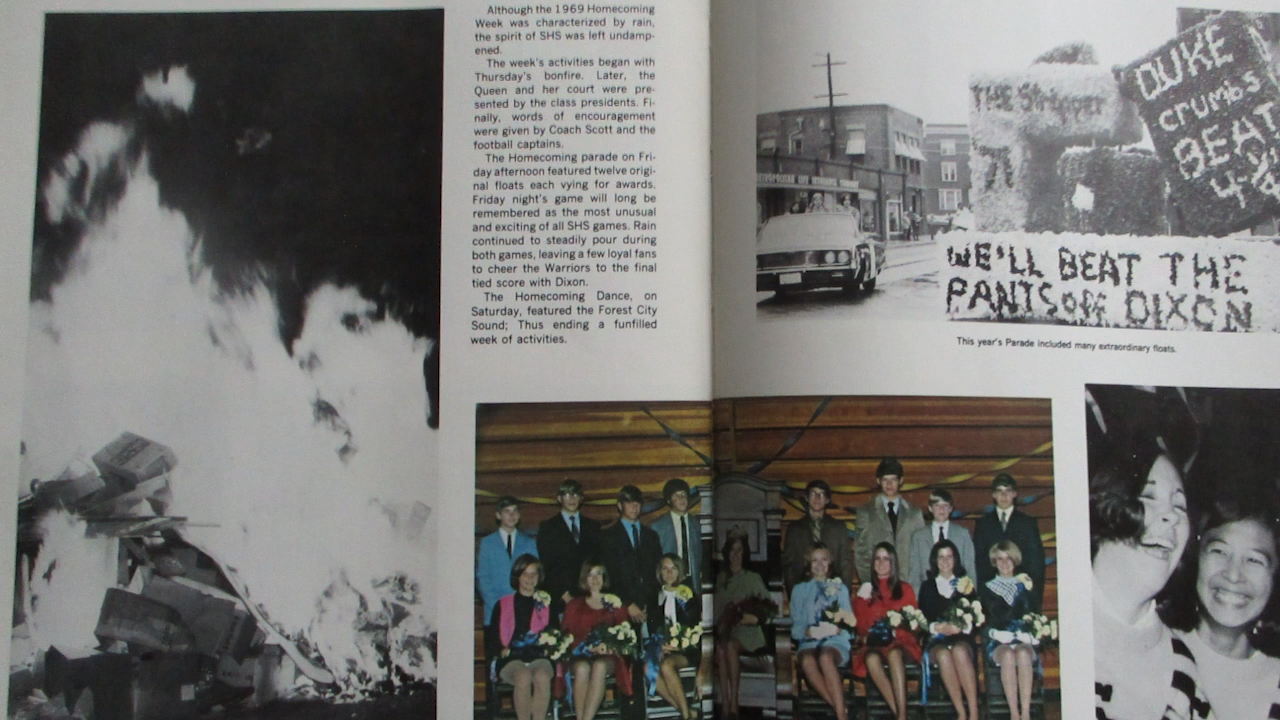 Although the 1969 Homecoming
Week was characterized by rain,
the spirit of SHS was left undamp-
ened.
The week's activities began with
Thursday's bonfire. Later, the
Queen and her court were pre-
sented by the class presidents. Fi-
nally, words of encouragement
were given by Coach Scott and the
football captains.
The Homecoming parade on Fri-
day afternoon featured twelve origi-
nal floats each vying for awards.
Friday night's game will long be
remembered as the most unusual
and exciting of all SHS games. Rain
continued to steadily pour during
both games, leaving a few loyal fans
to cheer the Warriors to the final
tied score with Dixon.
The Homecoming Dance, on
Saturday, featured the Forest City
Sound; Thus ending a funfilled
week of activities.
METROPOLITAN LIFE INSURANCE COMPANY
THE Stripper
DUKE
crumbs
BEAT
WE'LL BEAT THE
PANTS OFF DIXON
This year's Parade included many extraordinary floats.